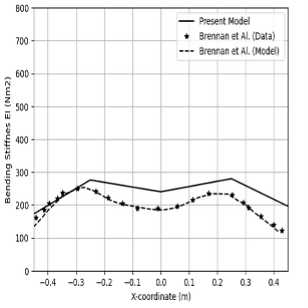 800
700
600
500
400
300
200
100
0
Bending Stiffnes EI (Nm2)
Present Model
Brennan et Al. (Data)
Brennan et Al. (Model)
−0.4 −0.3 −0.2 −0.1 0.0 0.1 0.2 0.3 0.4
X-coordinate (m)